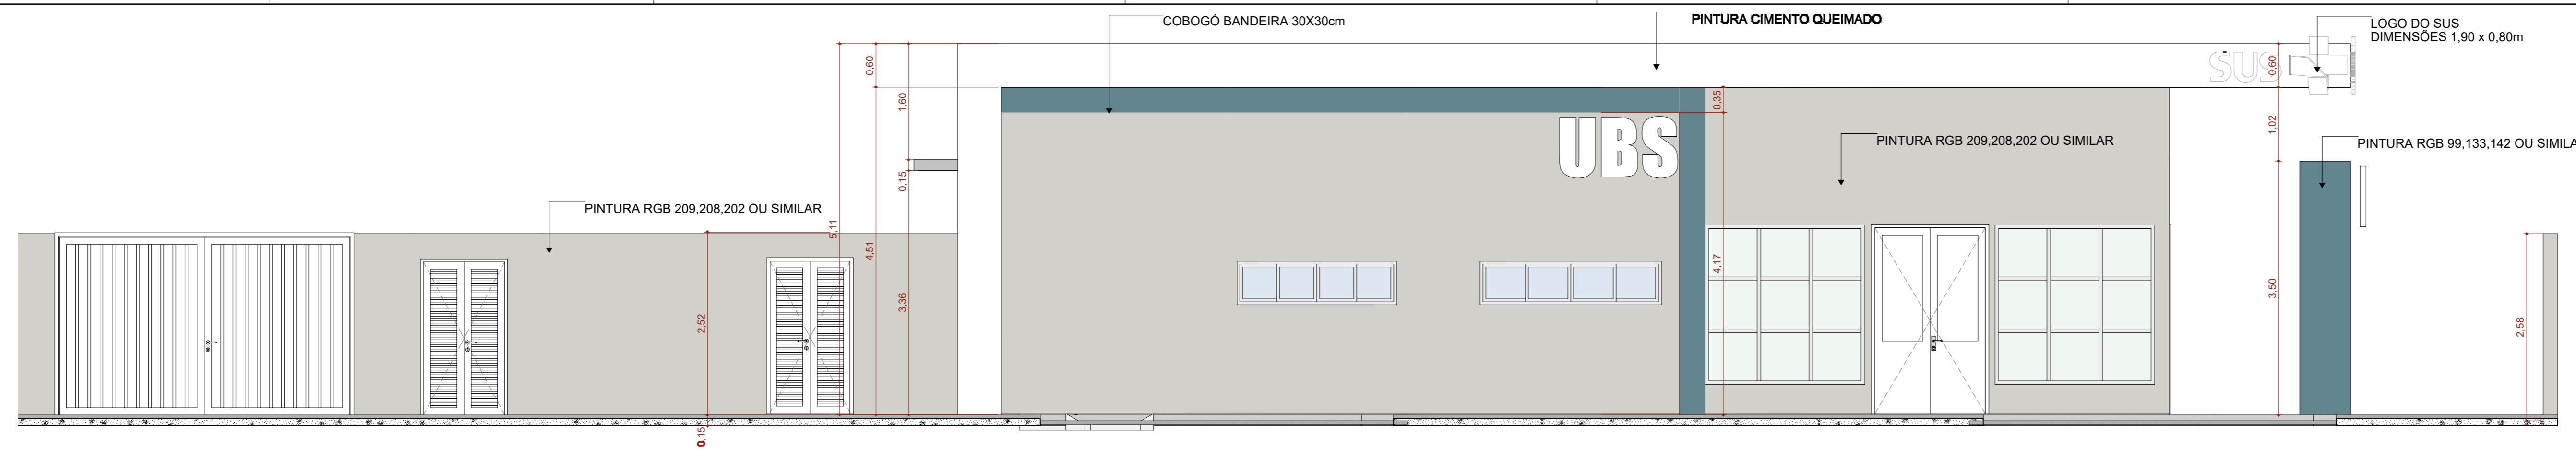 COBOGÓ BANDEIRA 30X30cm
PINTURA CIMENTO QUEIMADO
LOGO DO SUS
DIMENSÕES 1,90 x 0,80m
SUS
0,60
0,60
1,60
0,35
1,02
UBS
PINTURA RGB 209,208,202 OU SIMILAR
PINTURA RGB 99,133,142 OU SIMILA
0,15
PINTURA RGB 209,208,202 OU SIMILAR
5,11
4,51
4,17
3,36
3,50
2,52
2,58
0,15